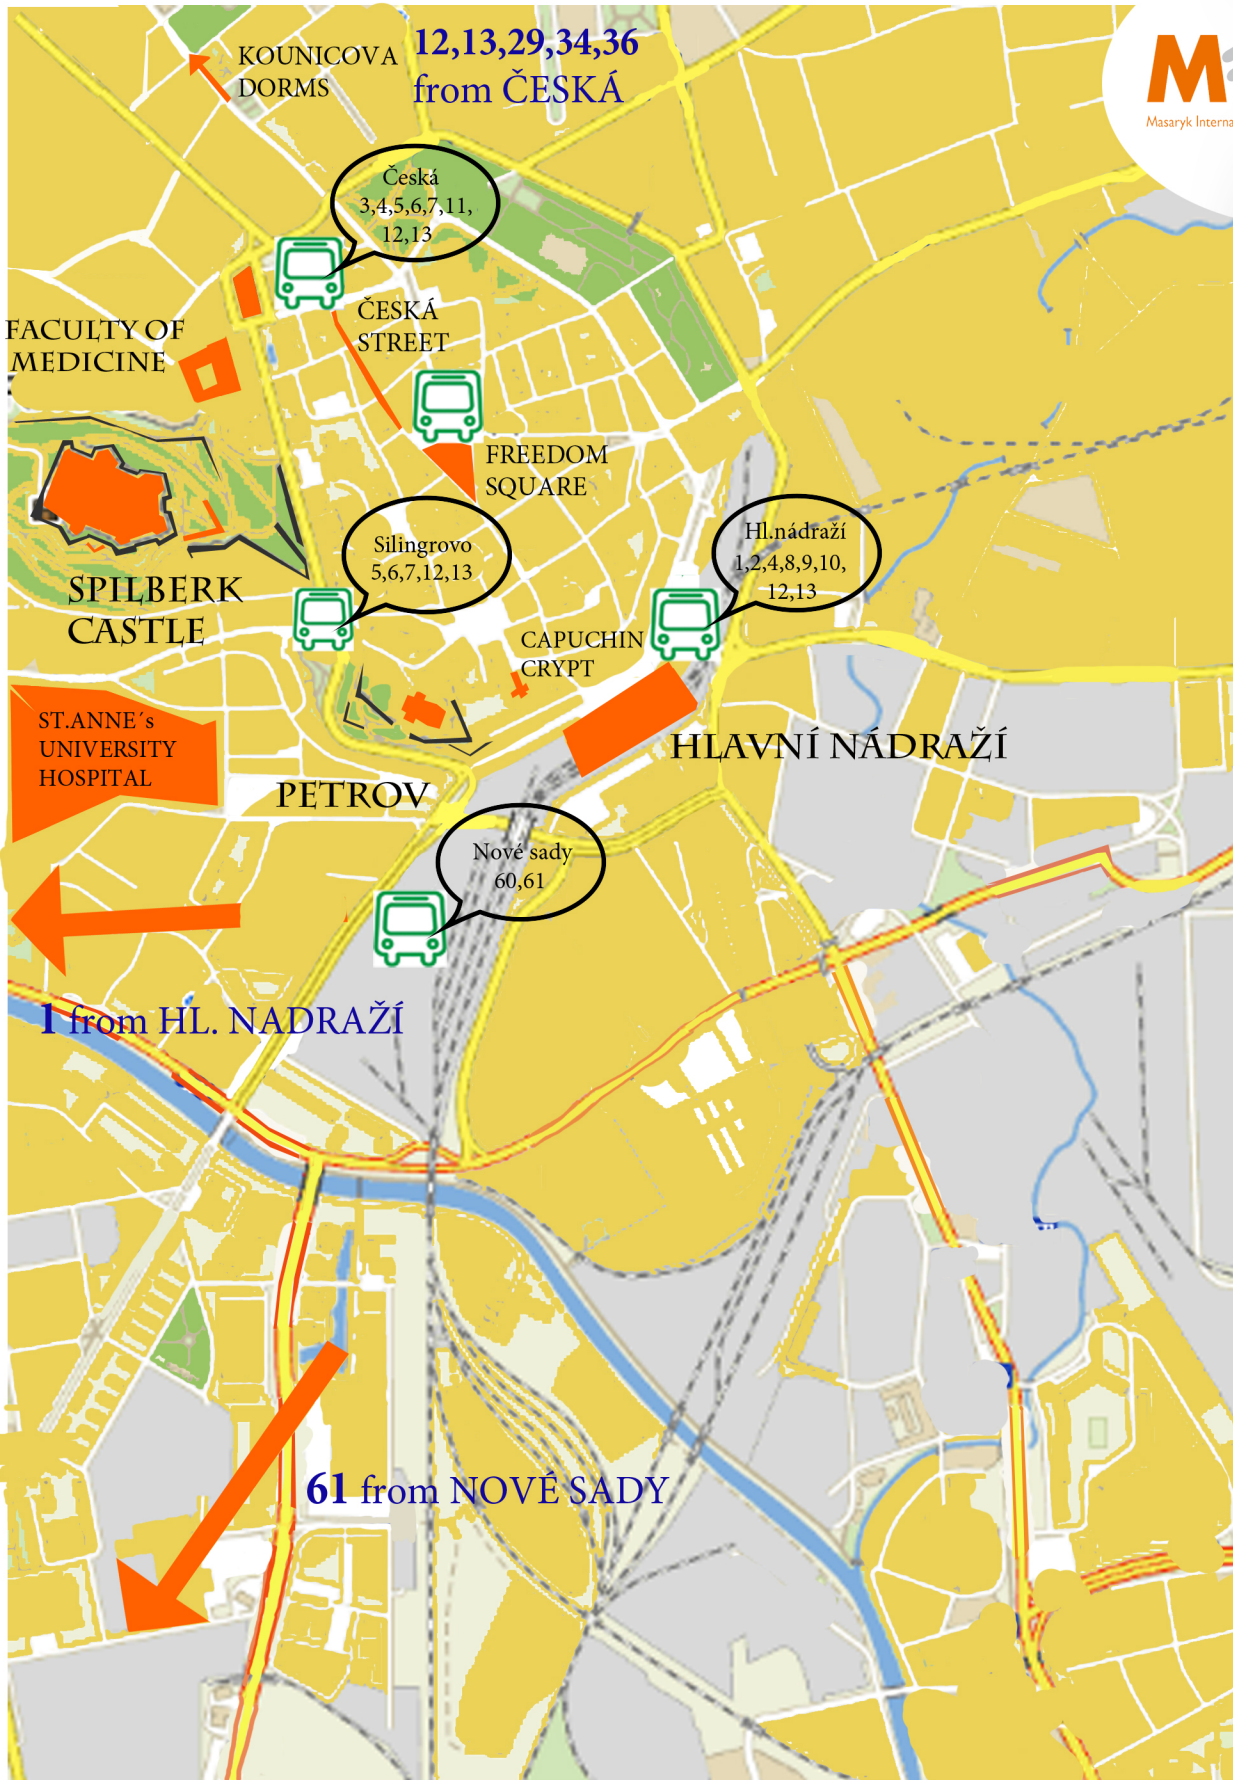 KOUNICOVA
DORMS
12,13,29,34,36
from ČESKÁ
M
Masaryk
Česká
3,4,5,6,7,11,
12,13
ČESKÁ
STREET
FACULTY OF
MEDICINE
FREEDOM
SQUARE
Silingrovo
5,6,7,12,13
Hl.nádraží
1,2,4,8,9,10,
12,13
SPILBERK
CASTLE
CAPUCHIN
CRYPT
ST.ANNE´s
UNIVERSITY
HOSPITAL
HLAVNÍ NÁDRAŽÍ
PETROV
Nové sady
60,61
1 from HL. NADRAŽÍ
61 from NOVÉ SADY